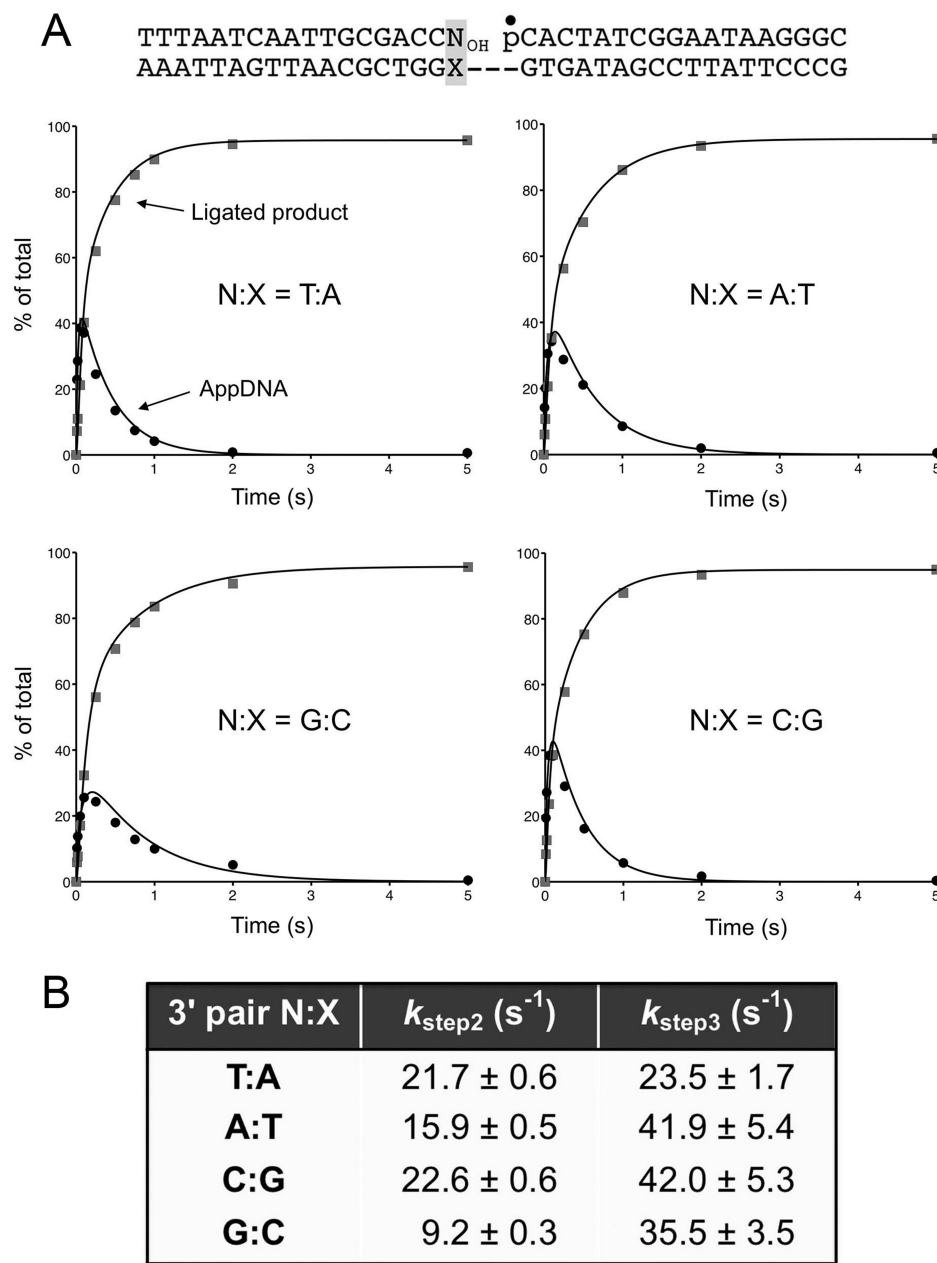 A
TTTAATCAATTGCGACCNOH pCACTATCGGAATAAGGGC
AAATTAGTTAACGCTGGX---GTGATAGCCTTATTCCCG
100
80
60
40
20
0
% of total
Ligated product
N:X = T:A
AppDNA
0 1 2 3 4 5
Time (s)
100
80
60
40
20
0
N:X = A:T
0 1 2 3 4 5
Time (s)
100
80
60
40
20
0
% of total
N:X = G:C
0 1 2 3 4 5
Time (s)
100
80
60
40
20
0
N:X = C:G
0 1 2 3 4 5
Time (s)
B
3' pair N:X kstep2 (s-1) kstep3 (s-1)
T:A 21.7 ± 0.6 23.5 ± 1.7
A:T 15.9 ± 0.5 41.9 ± 5.4
C:G 22.6 ± 0.6 42.0 ± 5.3
G:C 9.2 ± 0.3 35.5 ± 3.5